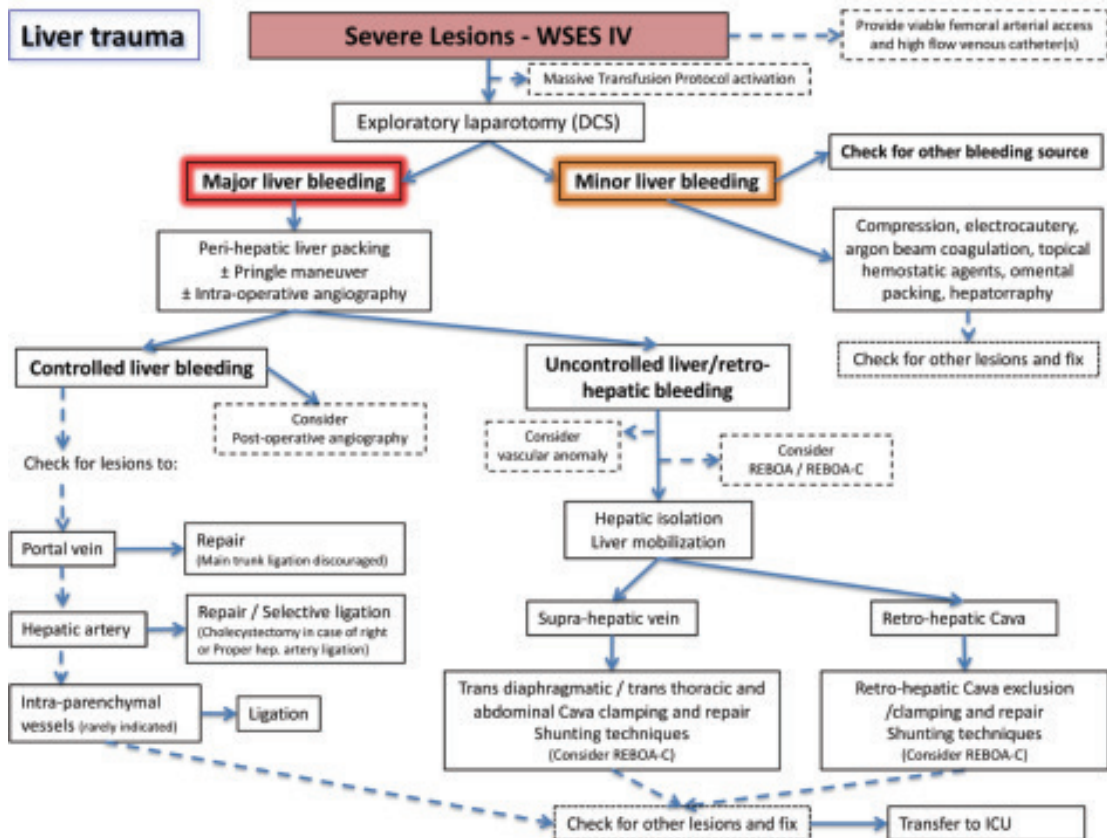 Liver trauma
Severe Lesions - WSES IV
Provide viable femoral arterial access
and high flow venous catheter(s)
Massive Transfusion Protocol activation
Exploratory laparotomy (DCS)
Major liver bleeding
Minor liver bleeding
Check for other bleeding source
Peri-hepatic liver packing
± Pringle maneuver
± Intra-operative angiography
Compression, electrocautery,
argon beam coagulation, topical
hemostatic agents, omental
packing, hepatorraphy
Check for other lesions and fix
Controlled liver bleeding
Uncontrolled liver/retro-
hepatic bleeding
Consider
Post-operative angiography
Consider
vascular anomaly
Consider
REBOA / REBOA-C
Check for lesions to:
Hepatic isolation
Liver mobilization
Portal vein
Repair
(Main trunk ligation discouraged)
Hepatic artery
Repair / Selective ligation
(Cholecystectomy in case of right
or Proper hep. artery ligation)
Supra-hepatic vein
Retro-hepatic Cava
Intra-parenchymal
vessels (rarely indicated)
Ligation
Trans diaphragmatic / trans thoracic and
abdominal Cava clamping and repair
Shunting techniques
(Consider REBOA-C)
Retro-hepatic Cava exclusion
/clamping and repair
Shunting techniques
(Consider REBOA-C)
Check for other lesions and fix
Transfer to ICU